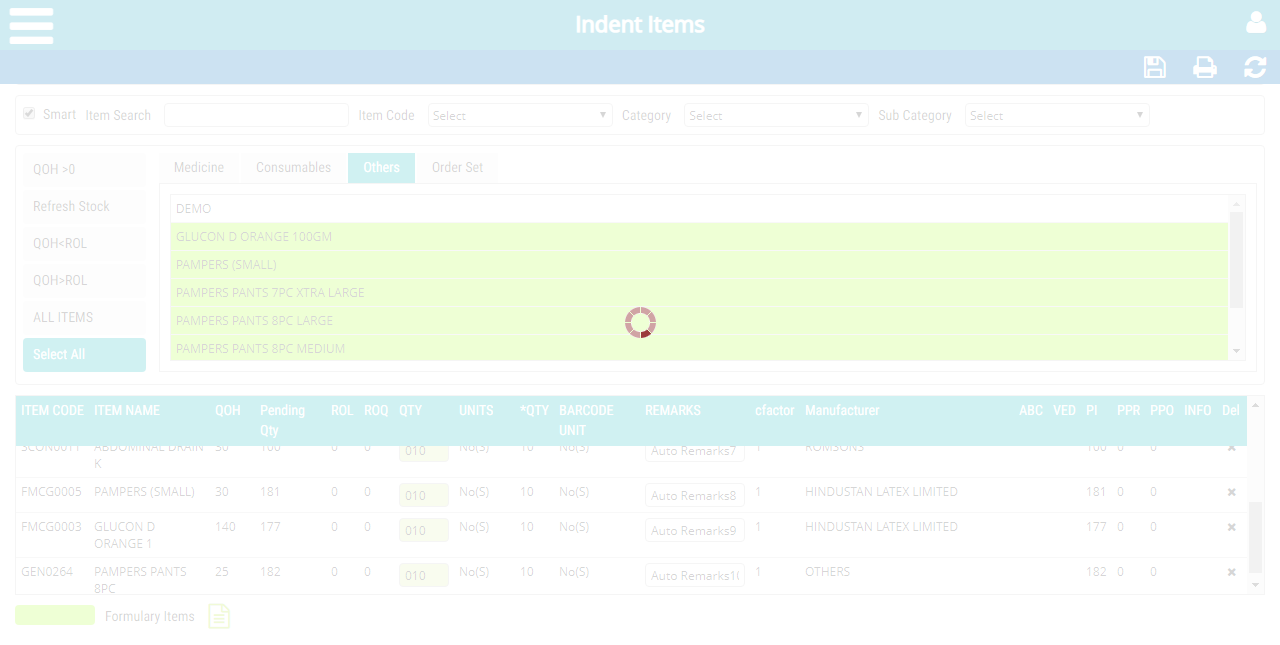 Indent Items
Smart Item Search Item Code Select Category Select Sub Category Select
QOH >0
Refresh Stock
QOH<ROL
QOH>ROL
ALL ITEMS
Select All
Medicine Consumables Others Order Set
DEMO
GLUCON D ORANGE 100GM
PAMPERS (SMALL)
PAMPERS PANTS 7PC XTRA LARGE
PAMPERS PANTS 8PC LARGE
PAMPERS PANTS 8PC MEDIUM
ITEM CODE ITEM NAME QOH Pending Qty ROL ROQ QTY UNITS *QTY BARCODE UNIT REMARKS cfactor Manufacturer ABC VED PI PPR PPO INFO Del
SCON0011 ABDOMINAL DRAIN K 30 100 0 0 010 No(S) 10 No(S) Auto Remarks7 1 ROMSONS 100 0 0
FMCG0005 PAMPERS (SMALL) 30 181 0 0 010 No(S) 10 No(S) Auto Remarks8 1 HINDUSTAN LATEX LIMITED 181 0 0
FMCG0003 GLUCON D ORANGE 1 140 177 0 0 010 No(S) 10 No(S) Auto Remarks9 1 HINDUSTAN LATEX LIMITED 177 0 0
GEN0264 PAMPERS PANTS 8PC 25 182 0 0 010 No(S) 10 No(S) Auto Remarks1 1 OTHERS 182 0 0
Formulary Items